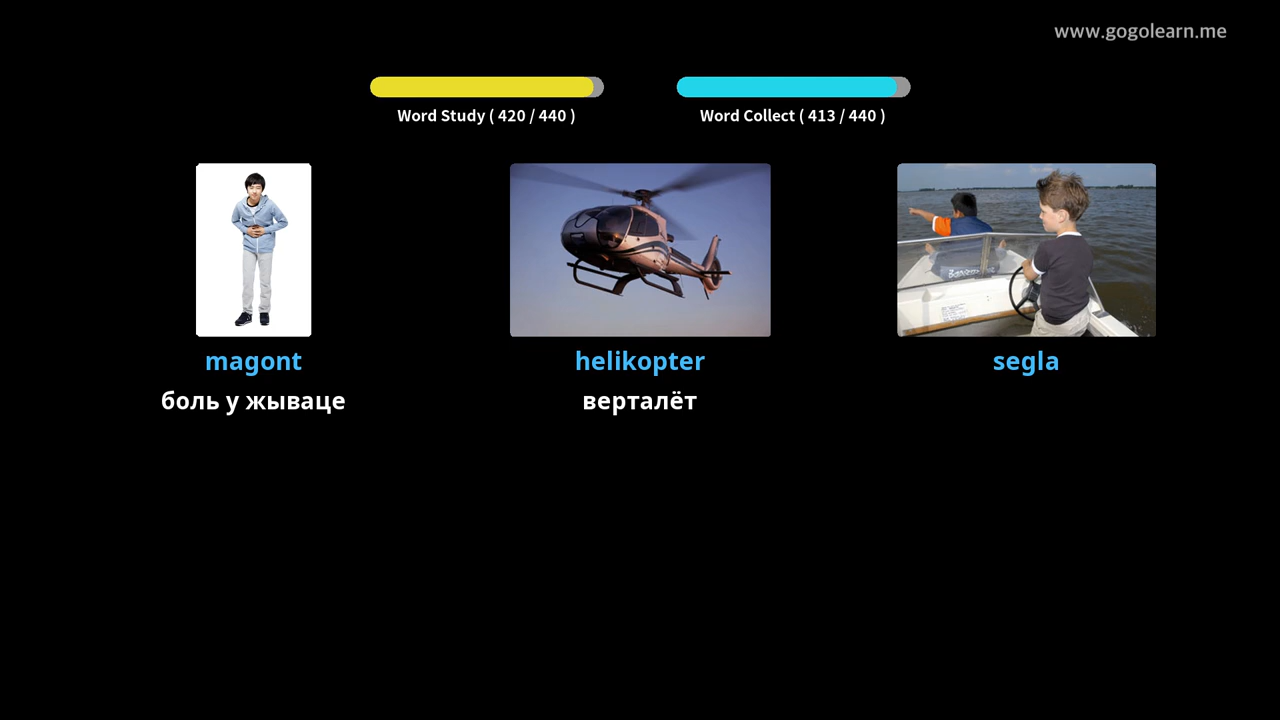 www.gogolearn.me
Word Study ( 420 / 440 )
Word Collect ( 413 / 440 )
magont
helikopter
segla
боль у жываце
верталёт